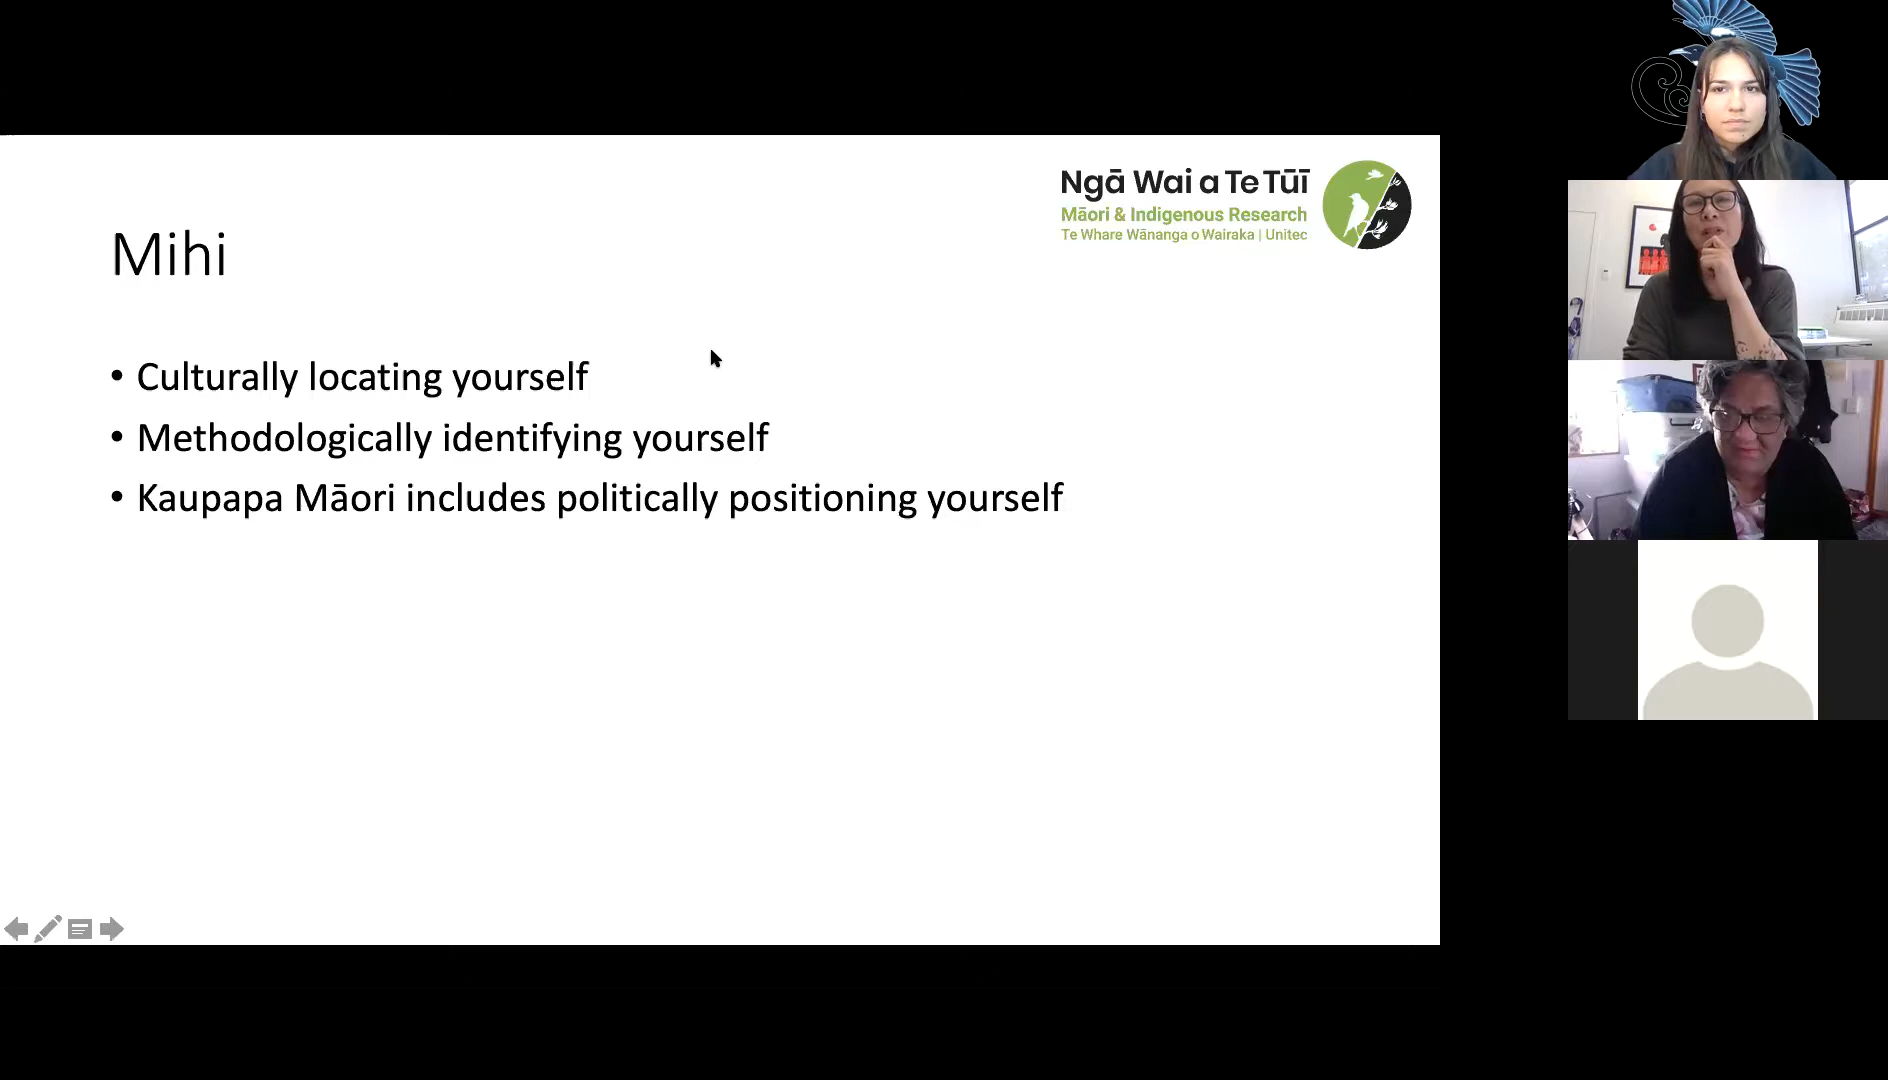 Ngā Wai a Te Tūī
Māori & Indigenous Research
Te Whare Wānanga o Wairaka | Unitec
Mihi
• Culturally locating yourself
• Methodologically identifying yourself
• Kaupapa Māori includes politically positioning yourself